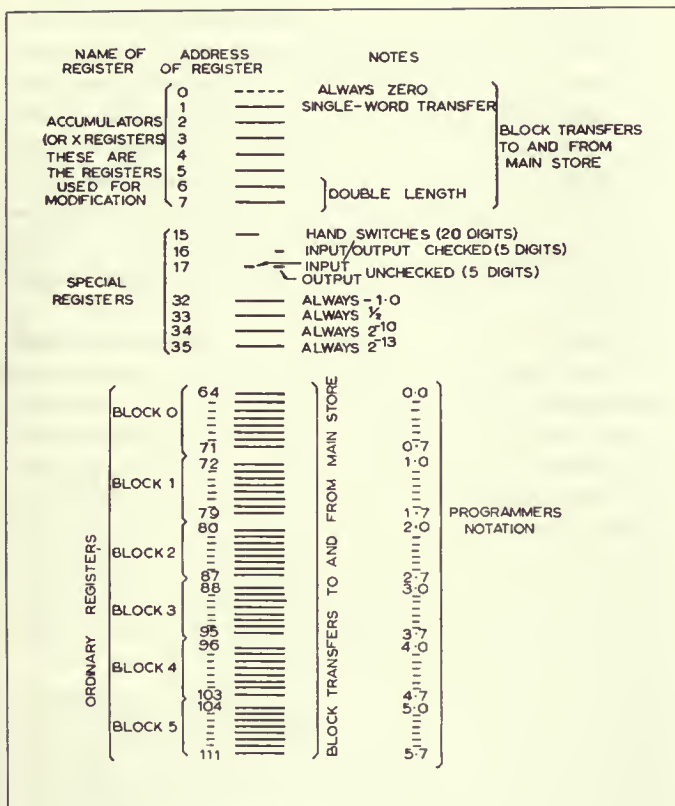 NAME OF ADDRESS NOTES
REGISTER OF REGISTER
0 ALWAYS ZERO
1 SINGLE-WORD TRANSFER
ACCUMULATORS 2
(OR X REGISTERS) 3 BLOCK TRANSFERS
THESE ARE 4 TO AND FROM
THE REGISTERS 5 MAIN STORE
USED FOR 6
MODIFICATION 7 DOUBLE LENGTH
15 HAND SWITCHES (20 DIGITS)
16 INPUT/OUTPUT CHECKED (5 DIGITS)
17 INPUT
OUTPUT UNCHECKED (5 DIGITS)
SPECIAL
REGISTERS
32 ALWAYS -1·0
33 ALWAYS ½
34 ALWAYS 2⁻¹⁰
35 ALWAYS 2⁻¹³
ORDINARY REGISTERS
BLOCK TRANSFERS TO AND FROM MAIN STORE
64 0·0
BLOCK 0
71 0·7
72 1·0
BLOCK 1
79 1·7
PROGRAMMERS
NOTATION
80 2·0
BLOCK 2
87 2·7
88 3·0
BLOCK 3
95 3·7
96 4·0
BLOCK 4
103 4·7
104 5·0
BLOCK 5
111 5·7